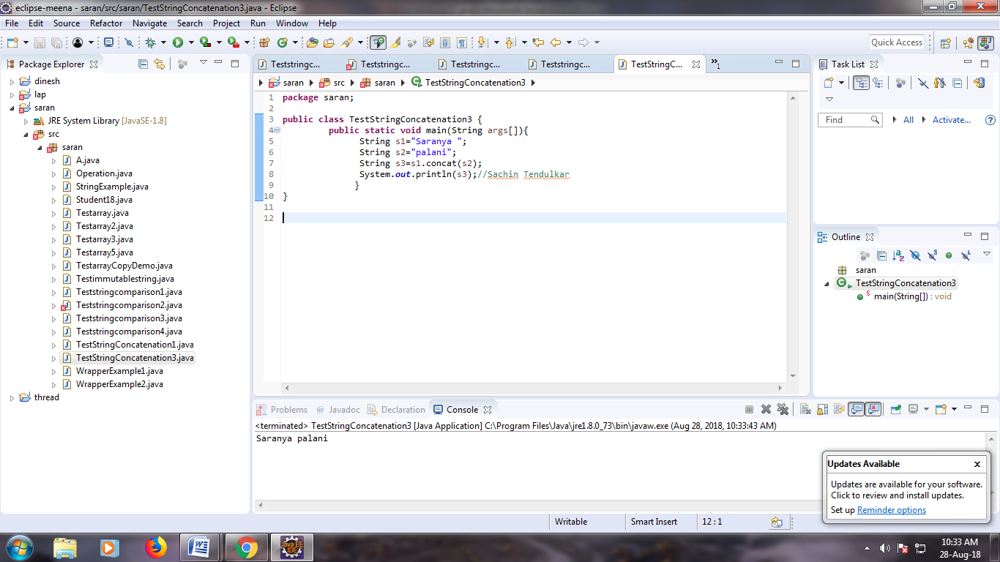 eclipse-meena - saran/src/saran/TestStringConcatenation3.java - Eclipse
File Edit Source Refactor Navigate Search Project Run Window Help
Quick Access
Package Explorer
dinesh
lap
saran
JRE System Library [JavaSE-1.8]
src
saran
A.java
Operation.java
StringExample.java
Student18.java
Testarray.java
Testarray2.java
Testarray3.java
Testarray5.java
TestarrayCopyDemo.java
Testimmutablestring.java
Teststringcomparison1.java
Teststringcomparison2.java
Teststringcomparison3.java
Teststringcomparison4.java
TestStringConcatenation1.java
TestStringConcatenation3.java
WrapperExample1.java
WrapperExample2.java
thread
Teststringc... Teststringc... Teststringc... Teststringc... TestStringC... »1
saran src saran TestStringConcatenation3
1 package saran;
2
3 public class TestStringConcatenation3 {
4 public static void main(String args[]){
5 String s1="Saranya ";
6 String s2="palani";
7 String s3=s1.concat(s2);
8 System.out.println(s3);//Sachin Tendulkar
9 }
10 }
11
12
Task List
Find All Activate...
Outline
saran
TestStringConcatenation3
main(String[]) : void
Problems @ Javadoc Declaration Console
<terminated> TestStringConcatenation3 [Java Application] C:\Program Files\Java\jre1.8.0_73\bin\javaw.exe (Aug 28, 2018, 10:33:43 AM)
Saranya palani
Updates Available
Updates are available for your software.
Click to review and install updates.
Set up Reminder options
Writable Smart Insert 12 : 1
Java EE
IDE
10:33 AM
28-Aug-18